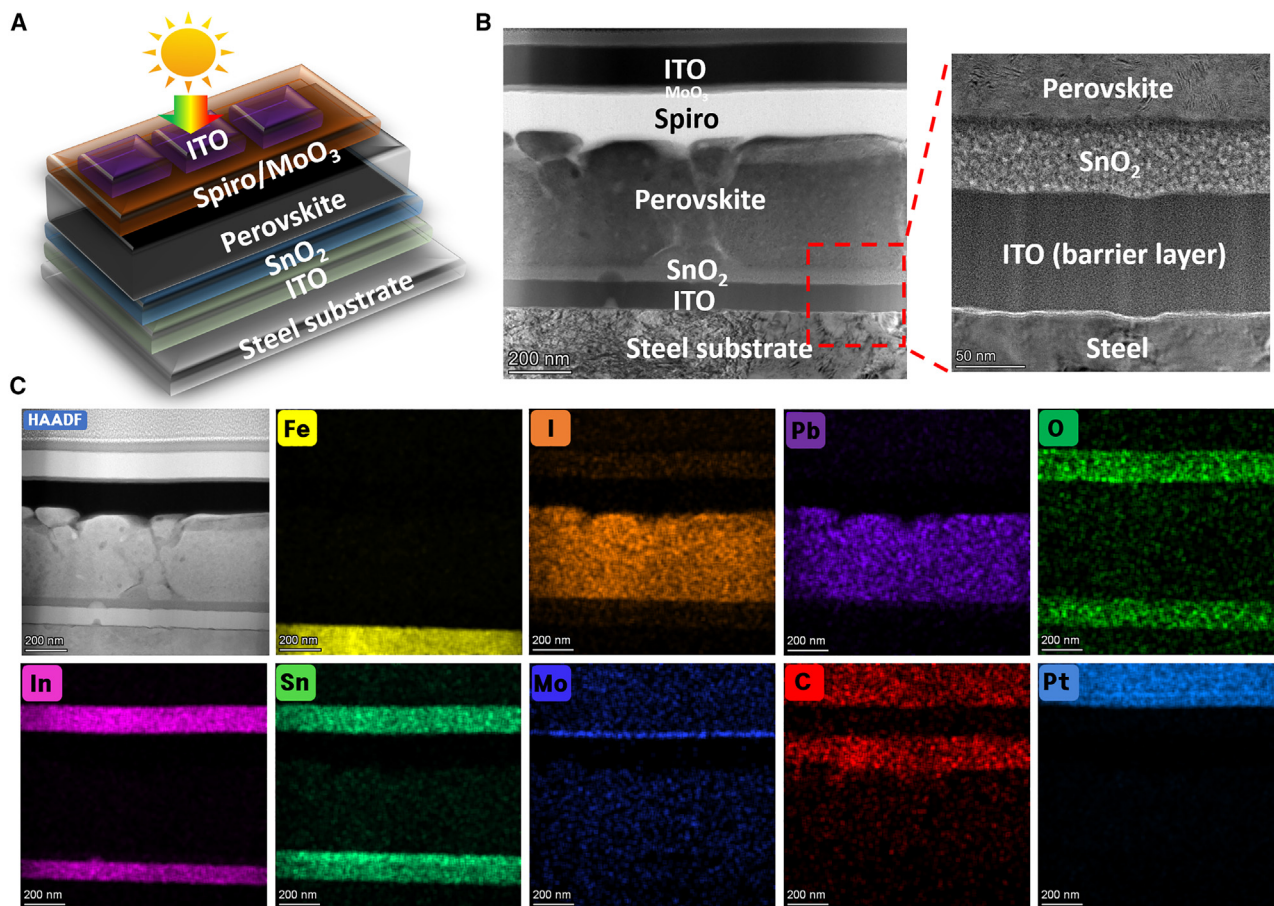 A
ITO
Spiro/MoO3
Perovskite
SnO2
ITO
Steel substrate
B
ITO
MoO3
Spiro
Perovskite
SnO2
ITO
Steel substrate
200 nm
Perovskite
SnO2
ITO (barrier layer)
Steel
50 nm
C
HAADF
200 nm
Fe
200 nm
I
200 nm
Pb
200 nm
O
200 nm
In
200 nm
Sn
200 nm
Mo
200 nm
C
200 nm
Pt
200 nm